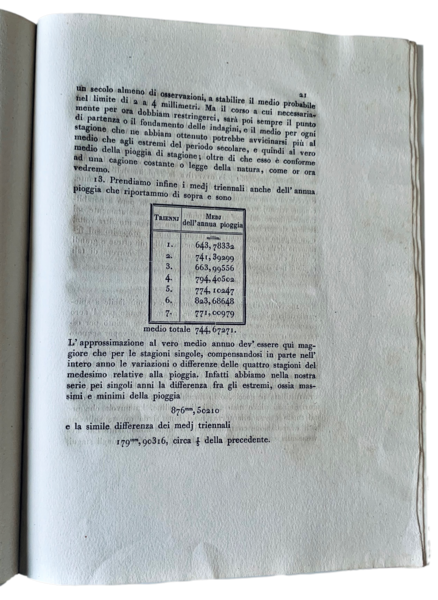 21
un secolo almeno di osservazioni, a stabilire il medio probabile
nel limite di 2 a 4 millimetri. Ma il corso a cui necessaria-
mente per ora dobbiam restringerci, sarà poi sempre il punto
di partenza o il fondamento delle indagini, e il medio per ogni
stagione che ne abbiam ottenuto potrebbe avvicinarsi più al
medio che agli estremi del periodo secolare, e quindi al vero
medio della pioggia di stagione; oltre di che esso è conforme
ad una cagione costante o legge della natura, come or ora
vedremo.
13. Prendiamo infine i medj triennali anche dell' annua
pioggia che riportammo di sopra e sono
TRIENNI MEDJ
dell'annua pioggia
1. 643,78332
2. 741,39299
3. 663,99556
4. 794,40502
5. 774,10247
6. 823,68648
7. 771,00979
medio totale 744,67271.
L' approssimazione al vero medio annuo dev' essere qui mag-
giore che per le stagioni singole, compensandosi in parte nell'
intero anno le variazioni o differenze delle quattro stagioni del
medesimo relative alla pioggia. Infatti abbiamo nella nostra
serie pei singoli anni la differenza fra gli estremi, ossia mas-
simi e minimi della pioggia
876mm,50210
e la simile differenza dei medj triennali
179mm,90316, circa 1/5 della precedente.